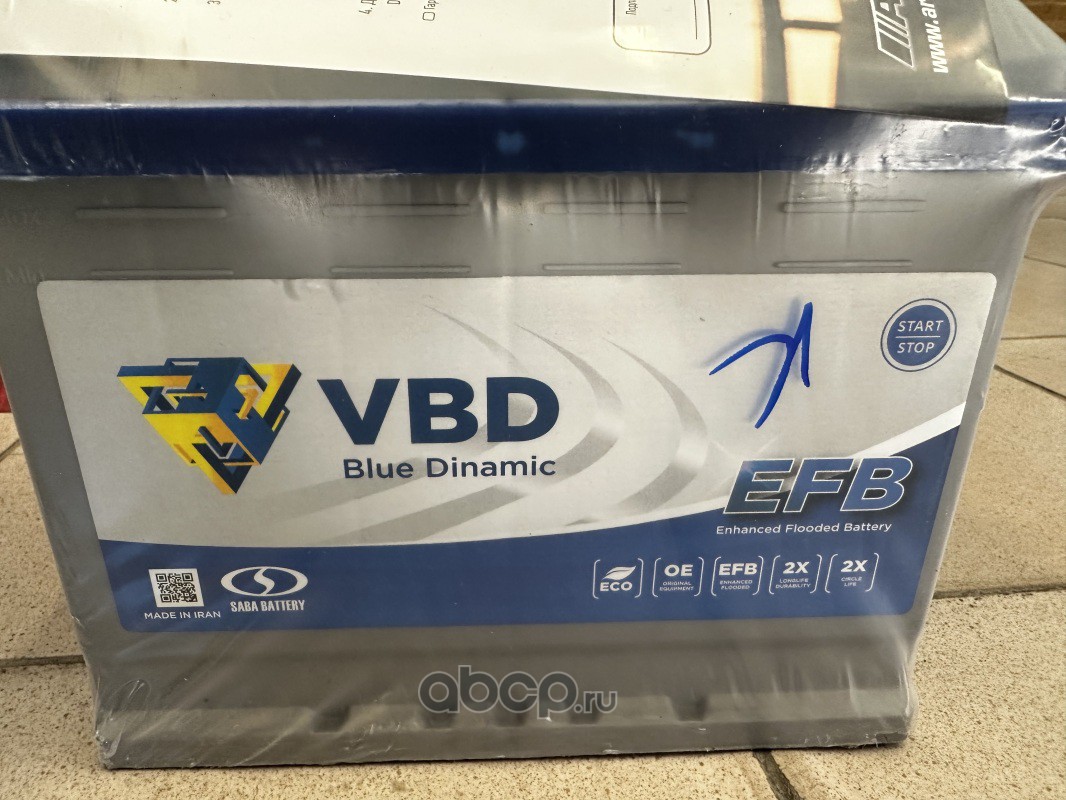 www.ar
START
STOP
VBD
Blue Dinamic
EFB
Enhanced Flooded Battery
ECO
OE
ORIGINAL
EQUIPMENT
EFB
ENHANCED
FLOODED
2X
LONGLIFE
DURABILITY
2X
CIRCLE
LIFE
MADE IN IRAN
SABA BATTERY
abcp.ru